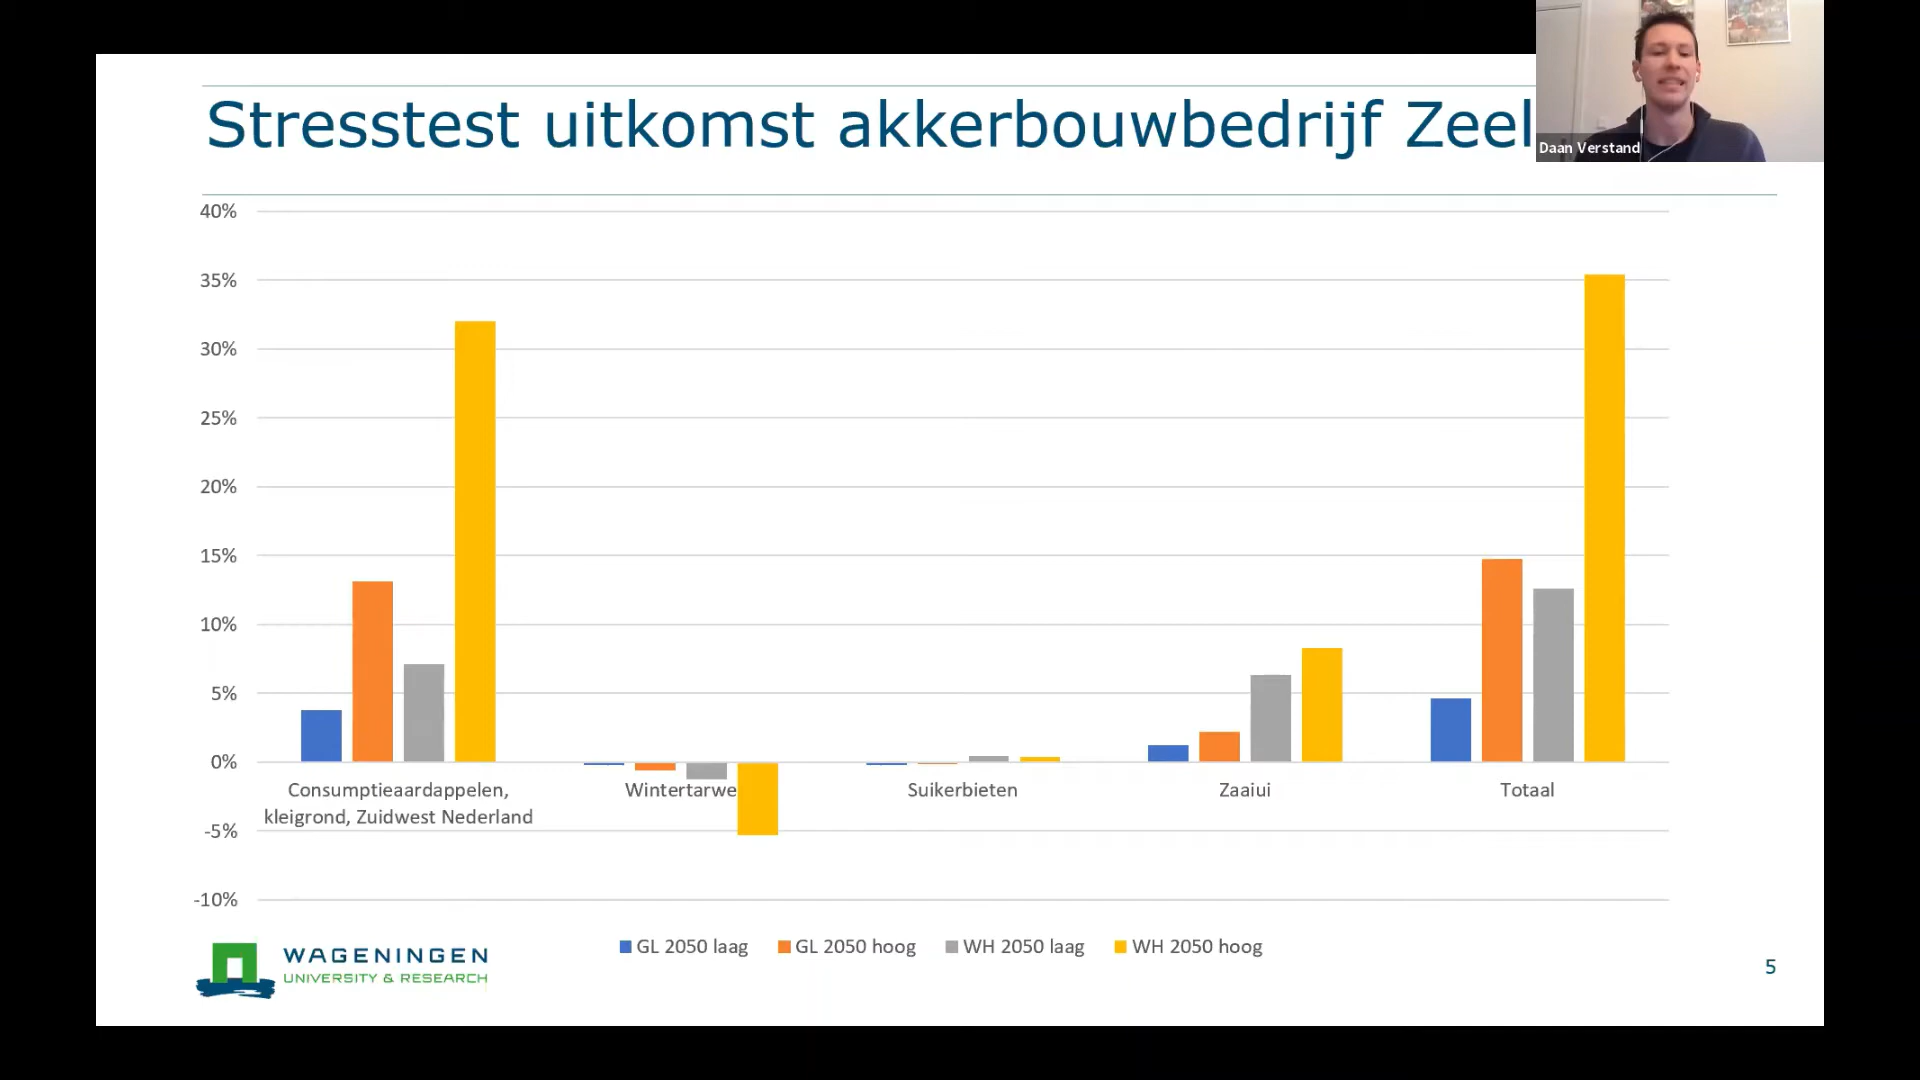 Stresstest uitkomst akkerbouwbedrijf Zeel
Daan Verstand
40%
35%
30%
25%
20%
15%
10%
5%
0%
-5%
-10%
Consumptieaardappelen,
kleigrond, Zuidwest Nederland
Wintertarwe
Suikerbieten
Zaaiui
Totaal
GL 2050 laag
GL 2050 hoog
WH 2050 laag
WH 2050 hoog
WAGENINGEN
UNIVERSITY & RESEARCH
5